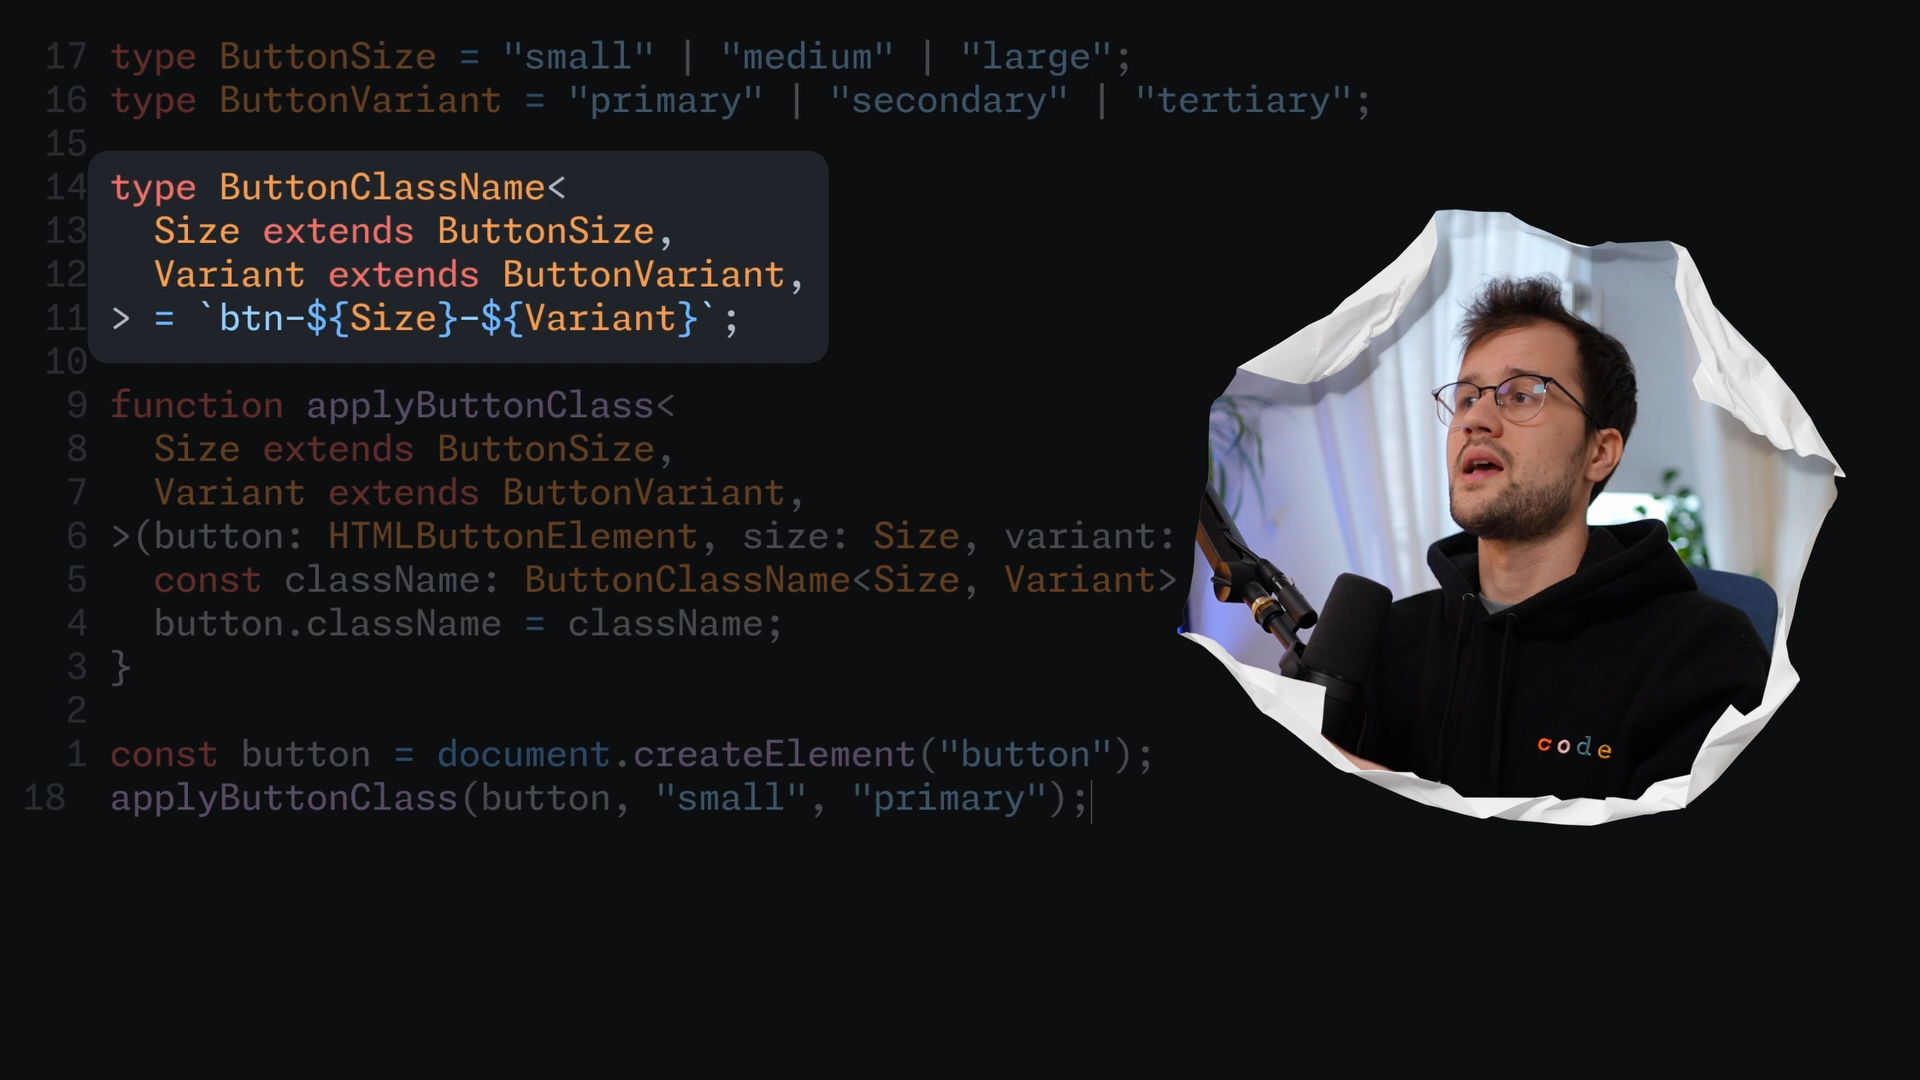 17 type ButtonSize = "small" | "medium" | "large";
16 type ButtonVariant = "primary" | "secondary" | "tertiary";
15
14 type ButtonClassName<
13   Size extends ButtonSize,
12   Variant extends ButtonVariant,
11 > = `btn-${Size}-${Variant}`;
10
9 function applyButtonClass<
8   Size extends ButtonSize,
7   Variant extends ButtonVariant,
6 >(button: HTMLButtonElement, size: Size, variant:
5   const className: ButtonClassName<Size, Variant>
4   button.className = className;
3 }
2
1 const button = document.createElement("button");
18 applyButtonClass(button, "small", "primary");
code